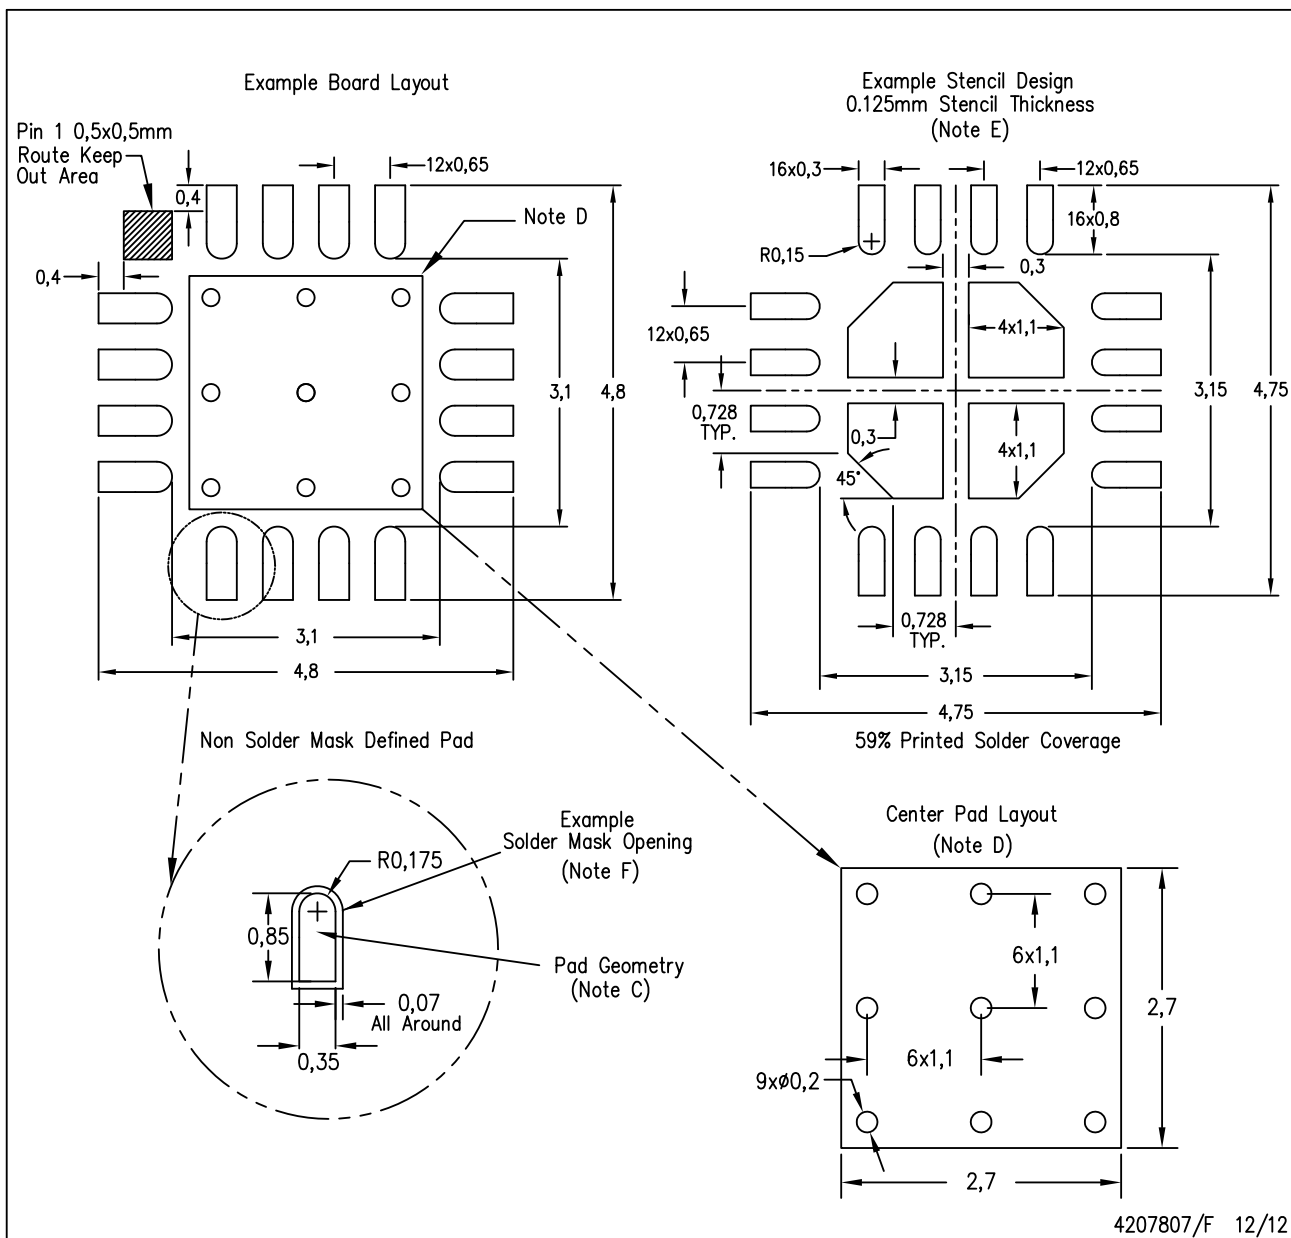 Example Board Layout
Pin 1 0,5x0,5mm
Route Keep
Out Area
0,4
12x0,65
Note D
0,4
3,1
4,8
3,1
4,8
Example Stencil Design
0.125mm Stencil Thickness
(Note E)
16x0,3
12x0,65
16x0,8
R0,15
0,3
12x0,65
4x1,1
3,15
4,75
0,728
TYP.
0,3
4x1,1
45°
0,728
TYP.
3,15
4,75
59% Printed Solder Coverage
Non Solder Mask Defined Pad
Example
Solder Mask Opening
(Note F)
R0,175
0,85
Pad Geometry
(Note C)
0,07
All Around
0,35
Center Pad Layout
(Note D)
6x1,1
2,7
6x1,1
9xø0,2
2,7
4207807/F 12/12